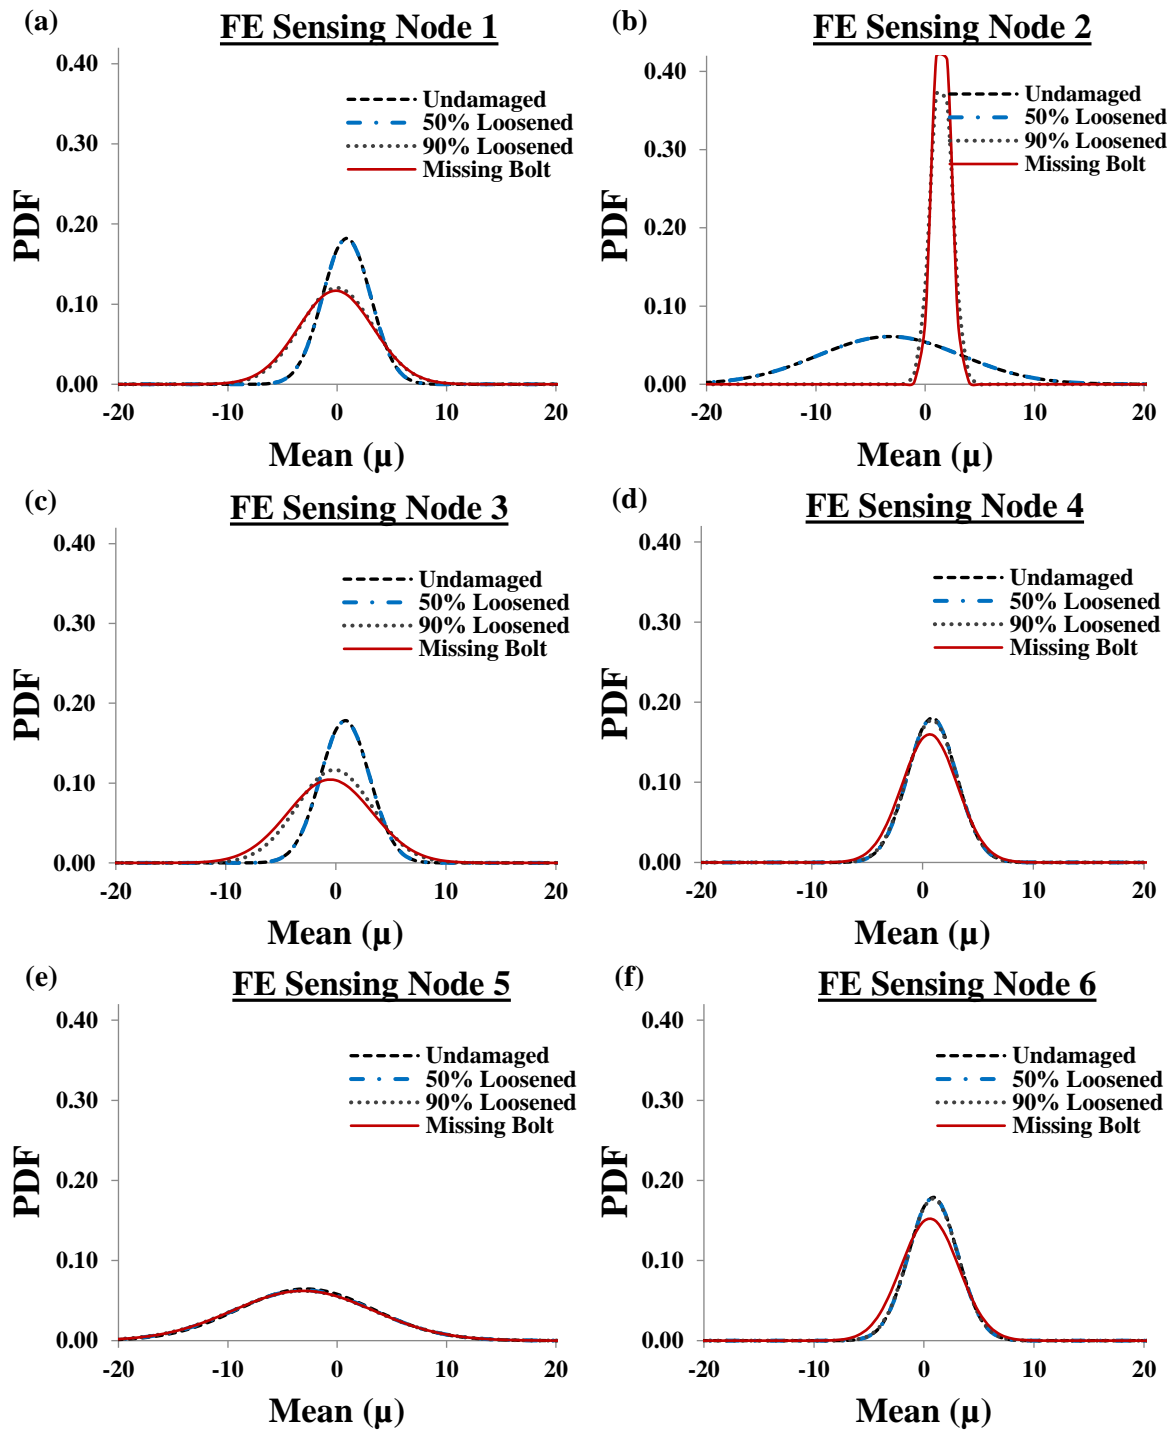 (a)
FE Sensing Node 1
0.40
0.30
0.20
0.10
0.00
PDF
Undamaged
50% Loosened
90% Loosened
Missing Bolt
-20 -10 0 10 20
Mean (μ)
(b)
FE Sensing Node 2
0.40
0.30
0.20
0.10
0.00
PDF
Undamaged
50% Loosened
90% Loosened
Missing Bolt
-20 -10 0 10 20
Mean (μ)
(c)
FE Sensing Node 3
0.40
0.30
0.20
0.10
0.00
PDF
Undamaged
50% Loosened
90% Loosened
Missing Bolt
-20 -10 0 10 20
Mean (μ)
(d)
FE Sensing Node 4
0.40
0.30
0.20
0.10
0.00
PDF
Undamaged
50% Loosened
90% Loosened
Missing Bolt
-20 -10 0 10 20
Mean (μ)
(e)
FE Sensing Node 5
0.40
0.30
0.20
0.10
0.00
PDF
Undamaged
50% Loosened
90% Loosened
Missing Bolt
-20 -10 0 10 20
Mean (μ)
(f)
FE Sensing Node 6
0.40
0.30
0.20
0.10
0.00
PDF
Undamaged
50% Loosened
90% Loosened
Missing Bolt
-20 -10 0 10 20
Mean (μ)